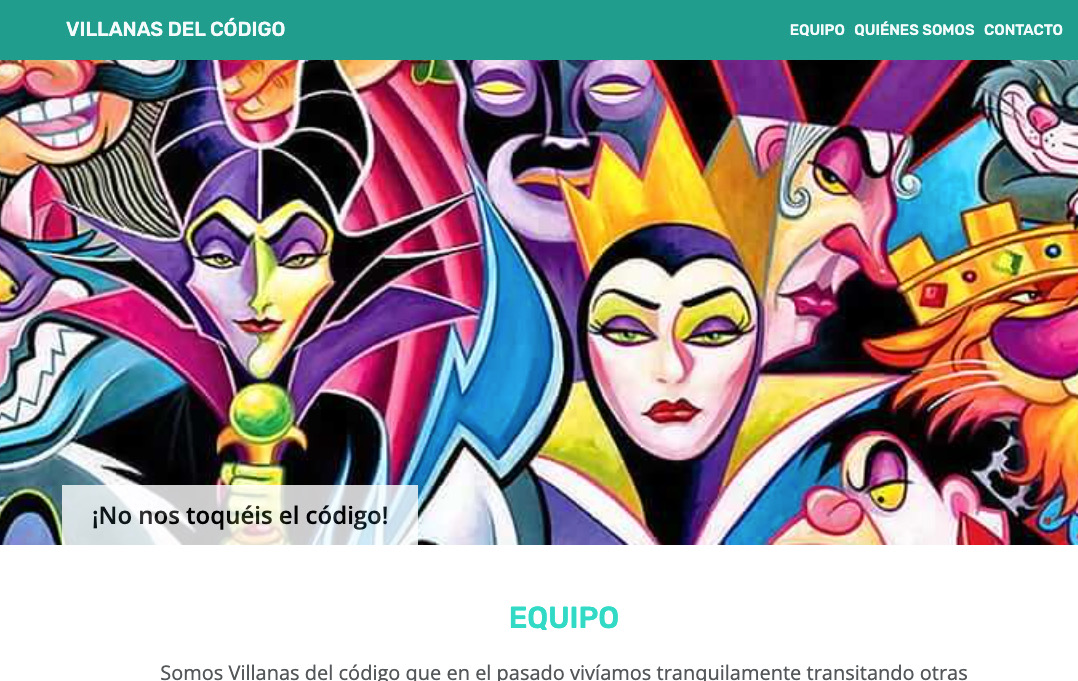 VILLANAS DEL CÓDIGO
EQUIPO QUIÉNES SOMOS CONTACTO
¡No nos toquéis el código!
EQUIPO
Somos Villanas del código que en el pasado vivíamos tranquilamente transitando otras